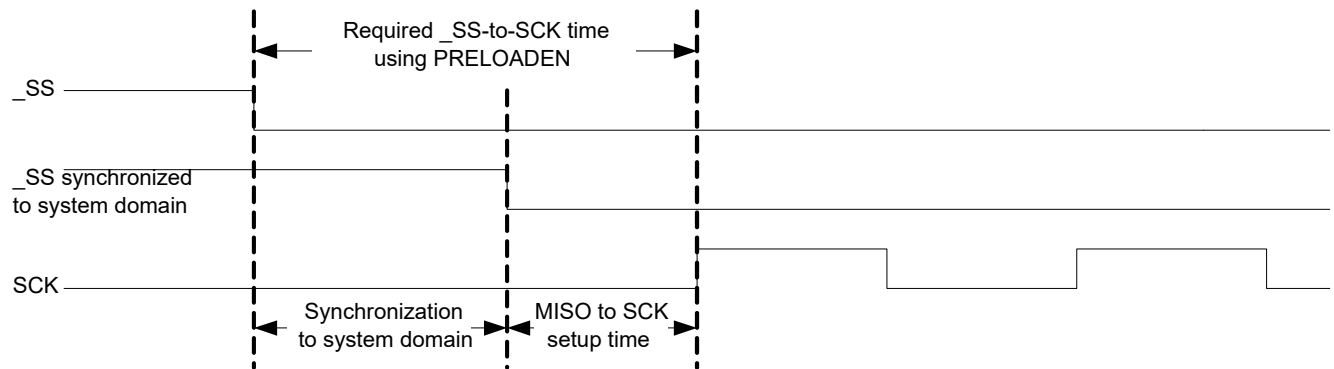 Required _SS-to-SCK time
using PRELOADEN
_SS
_SS synchronized
to system domain
SCK
Synchronization
to system domain
MISO to SCK
setup time